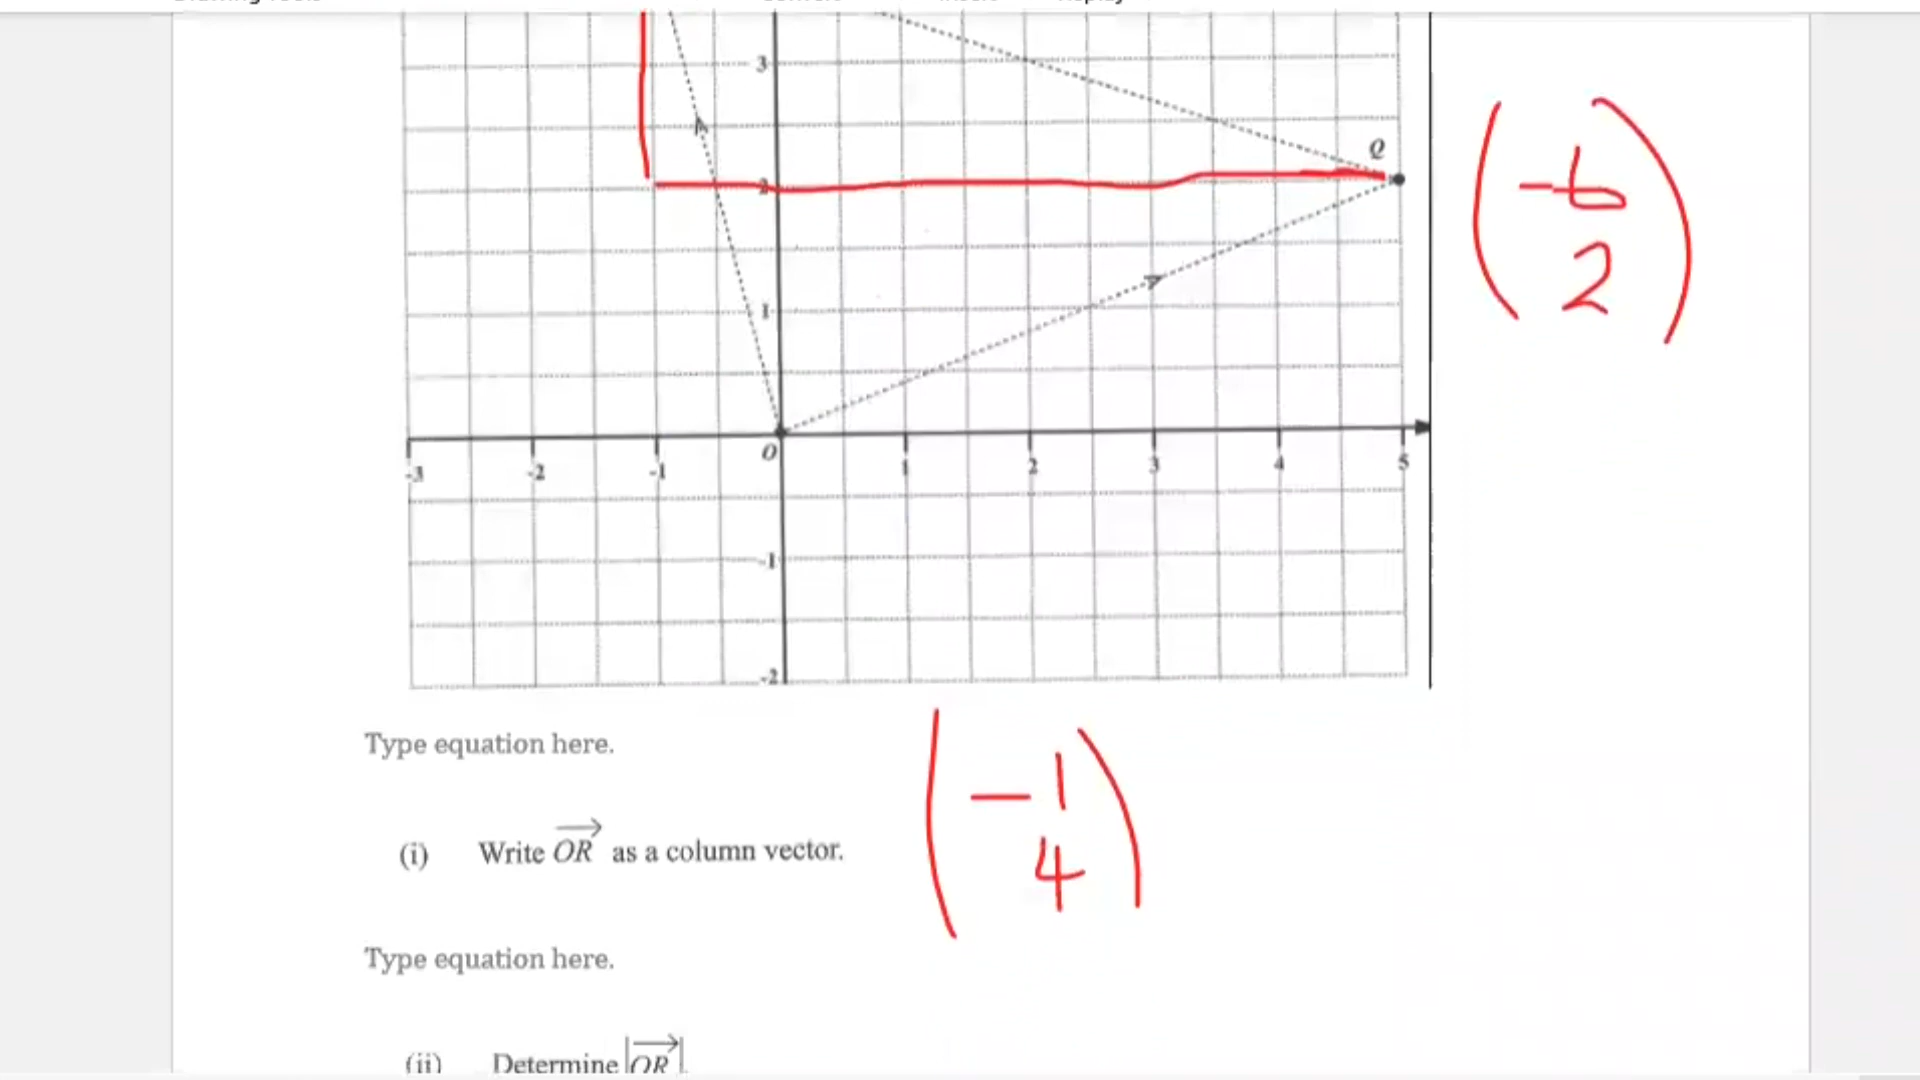 3
Q
2
-6
2
1
O
-3 -2 -1 1 2 3 4 5
-1
-2
Type equation here.
-1
4
(i) Write OR as a column vector.
Type equation here.
(ii) Determine |OR|